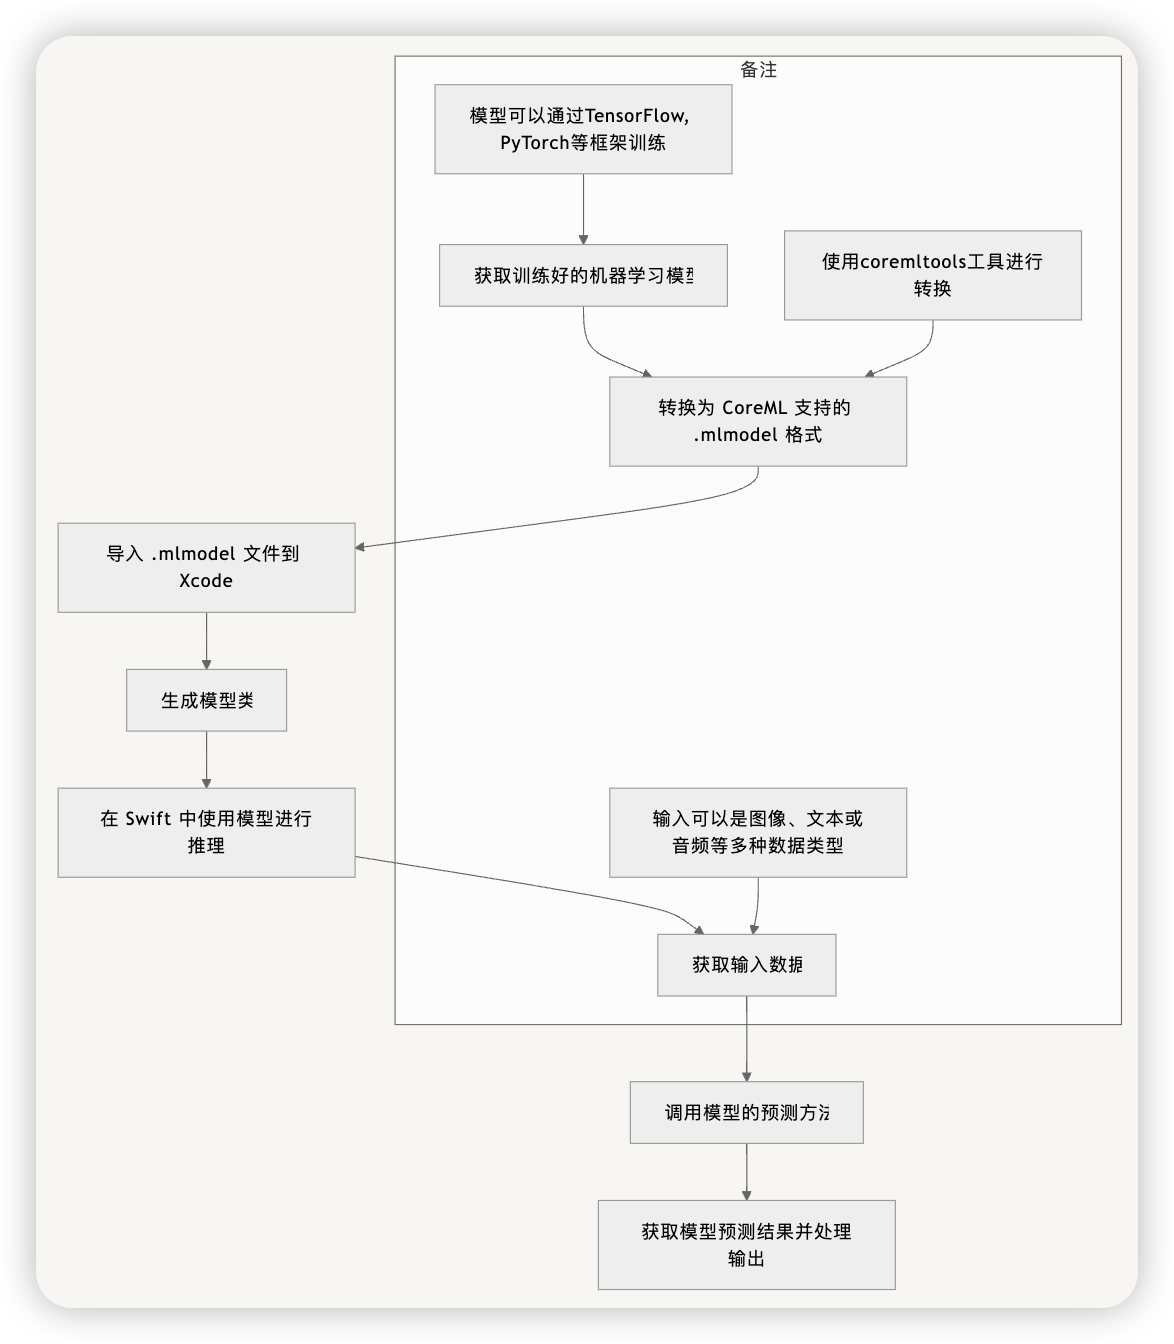 备注
模型可以通过TensorFlow,
PyTorch等框架训练
获取训练好的机器学习模型
使用coremltools工具进行
转换
转换为 CoreML 支持的
.mlmodel 格式
导入 .mlmodel 文件到
Xcode
生成模型类
在 Swift 中使用模型进行
推理
输入可以是图像、文本或
音频等多种数据类型
获取输入数据
调用模型的预测方法
获取模型预测结果并处理
输出